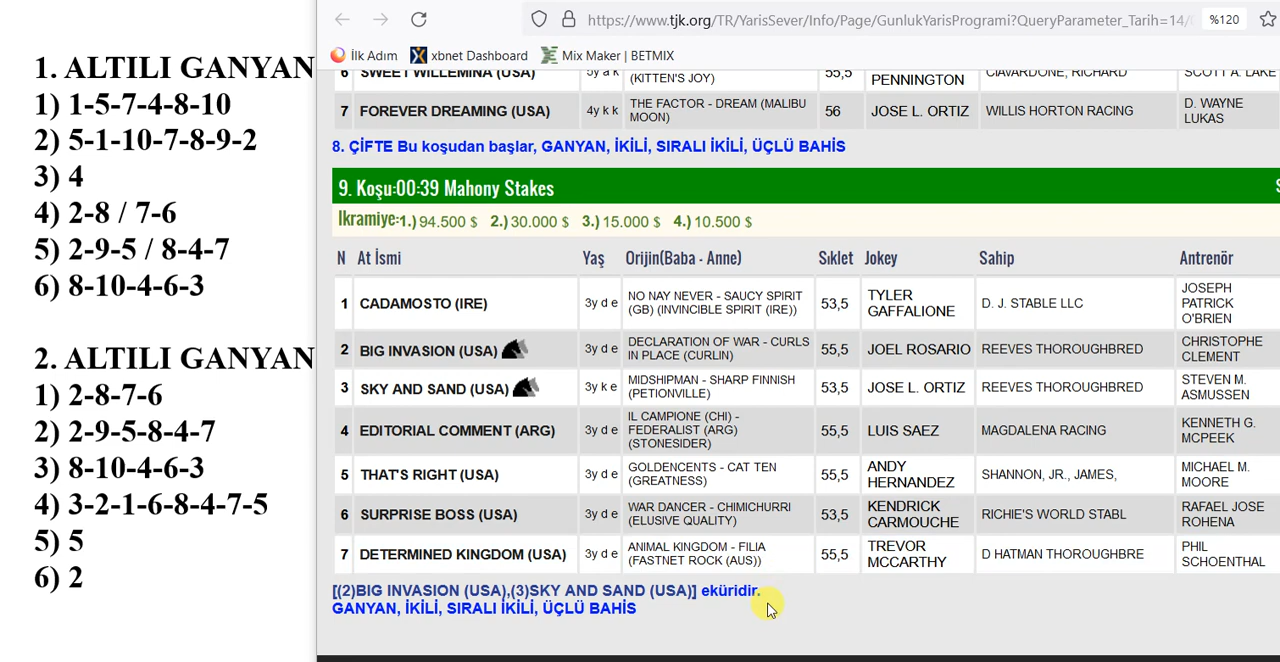 1. ALTILI GANYAN
1) 1-5-7-4-8-10
2) 5-1-10-7-8-9-2
3) 4
4) 2-8 / 7-6
5) 2-9-5 / 8-4-7
6) 8-10-4-6-3
2. ALTILI GANYAN
1) 2-8-7-6
2) 2-9-5-8-4-7
3) 8-10-4-6-3
4) 3-2-1-6-8-4-7-5
5) 5
6) 2
https://www.tjk.org/TR/YarisSever/Info/Page/GunlukYarisProgrami?QueryParameter_Tarih=14/ %120
İlk Adım xbnet Dashboard Mix Maker | BETMIX
6 SWEET WILLEMINA (USA) 5y a k (KITTEN'S JOY) 55,5 PENNINGTON CIAVARDONE, RICHARD SCOTT A. LAKE
7 FOREVER DREAMING (USA) 4y k k THE FACTOR - DREAM (MALIBU MOON) 56 JOSE L. ORTIZ WILLIS HORTON RACING D. WAYNE LUKAS
8. ÇİFTE Bu koşudan başlar, GANYAN, İKİLİ, SIRALI İKİLİ, ÜÇLÜ BAHİS
9. Koşu:00:39 Mahony Stakes
Ikramiye:1.) 94.500 $ 2.) 30.000 $ 3.) 15.000 $ 4.) 10.500 $
N At İsmi Yaş Orijin(Baba - Anne) Sıklet Jokey Sahip Antrenör
1 CADAMOSTO (IRE) 3y d e NO NAY NEVER - SAUCY SPIRIT (GB) (INVINCIBLE SPIRIT (IRE)) 53,5 TYLER GAFFALIONE D. J. STABLE LLC JOSEPH PATRICK O'BRIEN
2 BIG INVASION (USA) 3y d e DECLARATION OF WAR - CURLS IN PLACE (CURLIN) 55,5 JOEL ROSARIO REEVES THOROUGHBRED CHRISTOPHE CLEMENT
3 SKY AND SAND (USA) 3y k e MIDSHIPMAN - SHARP FINNISH (PETIONVILLE) 53,5 JOSE L. ORTIZ REEVES THOROUGHBRED STEVEN M. ASMUSSEN
4 EDITORIAL COMMENT (ARG) 3y d e IL CAMPIONE (CHI) - FEDERALIST (ARG) (STONESIDER) 55,5 LUIS SAEZ MAGDALENA RACING KENNETH G. MCPEEK
5 THAT'S RIGHT (USA) 3y d e GOLDENCENTS - CAT TEN (GREATNESS) 55,5 ANDY HERNANDEZ SHANNON, JR., JAMES, MICHAEL M. MOORE
6 SURPRISE BOSS (USA) 3y d e WAR DANCER - CHIMICHURRI (ELUSIVE QUALITY) 53,5 KENDRICK CARMOUCHE RICHIE'S WORLD STABL RAFAEL JOSE ROHENA
7 DETERMINED KINGDOM (USA) 3y d e ANIMAL KINGDOM - FILIA (FASTNET ROCK (AUS)) 55,5 TREVOR MCCARTHY D HATMAN THOROUGHBRE PHIL SCHOENTHAL
[(2)BIG INVASION (USA),(3)SKY AND SAND (USA)] eküridir.
GANYAN, İKİLİ, SIRALI İKİLİ, ÜÇLÜ BAHİS